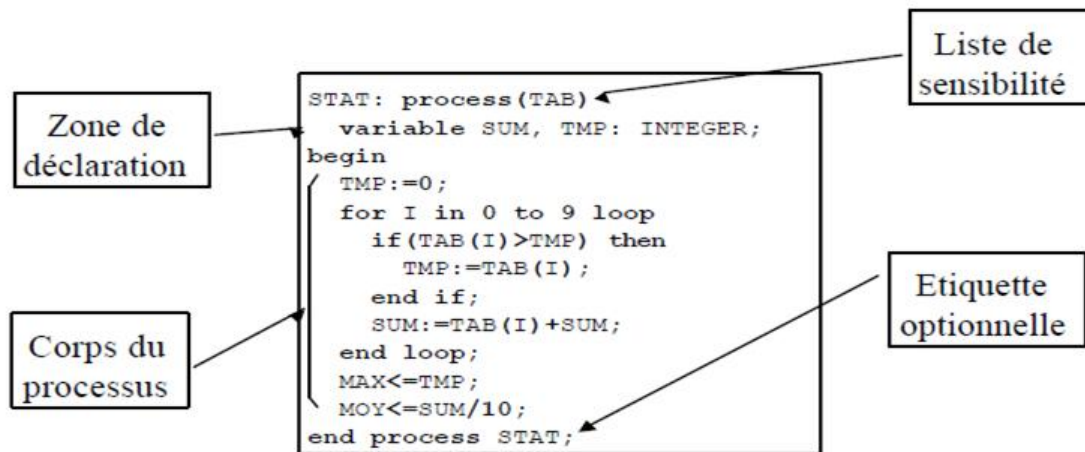 Liste de
sensibilité
Zone de
déclaration
STAT: process(TAB)
variable SUM, TMP: INTEGER;
begin
TMP:=0;
for I in 0 to 9 loop
if(TAB(I)>TMP) then
TMP:=TAB(I);
end if;
SUM:=TAB(I)+SUM;
end loop;
MAX<=TMP;
MOY<=SUM/10;
end process STAT;
Etiquette
optionnelle
Corps du
processus